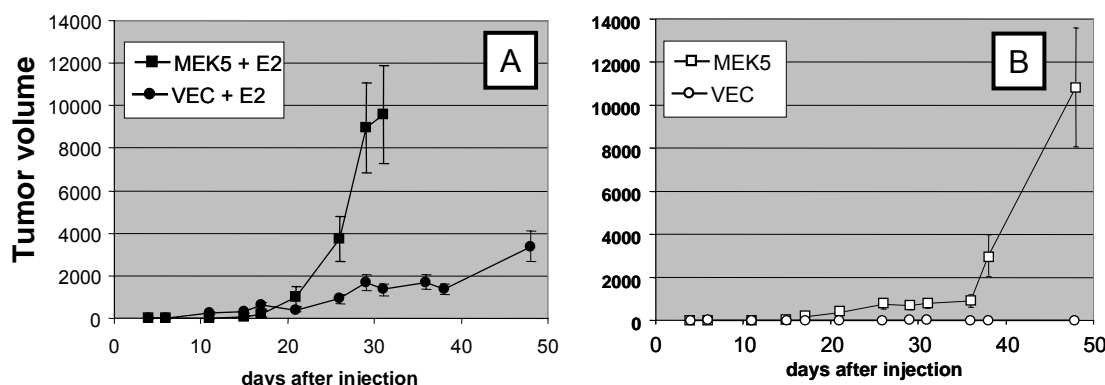 Tumor volume
14000
12000
10000
8000
6000
4000
2000
0
MEK5 + E2
VEC + E2
A
0 10 20 30 40 50
days after injection
14000
12000
10000
8000
6000
4000
2000
0
MEK5
VEC
B
0 10 20 30 40 50
days after injection